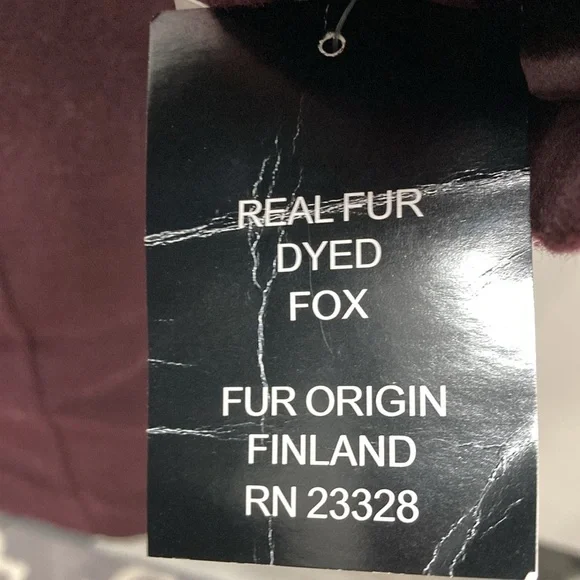 REAL FUR
DYED
FOX
FUR ORIGIN
FINLAND
RN 23328